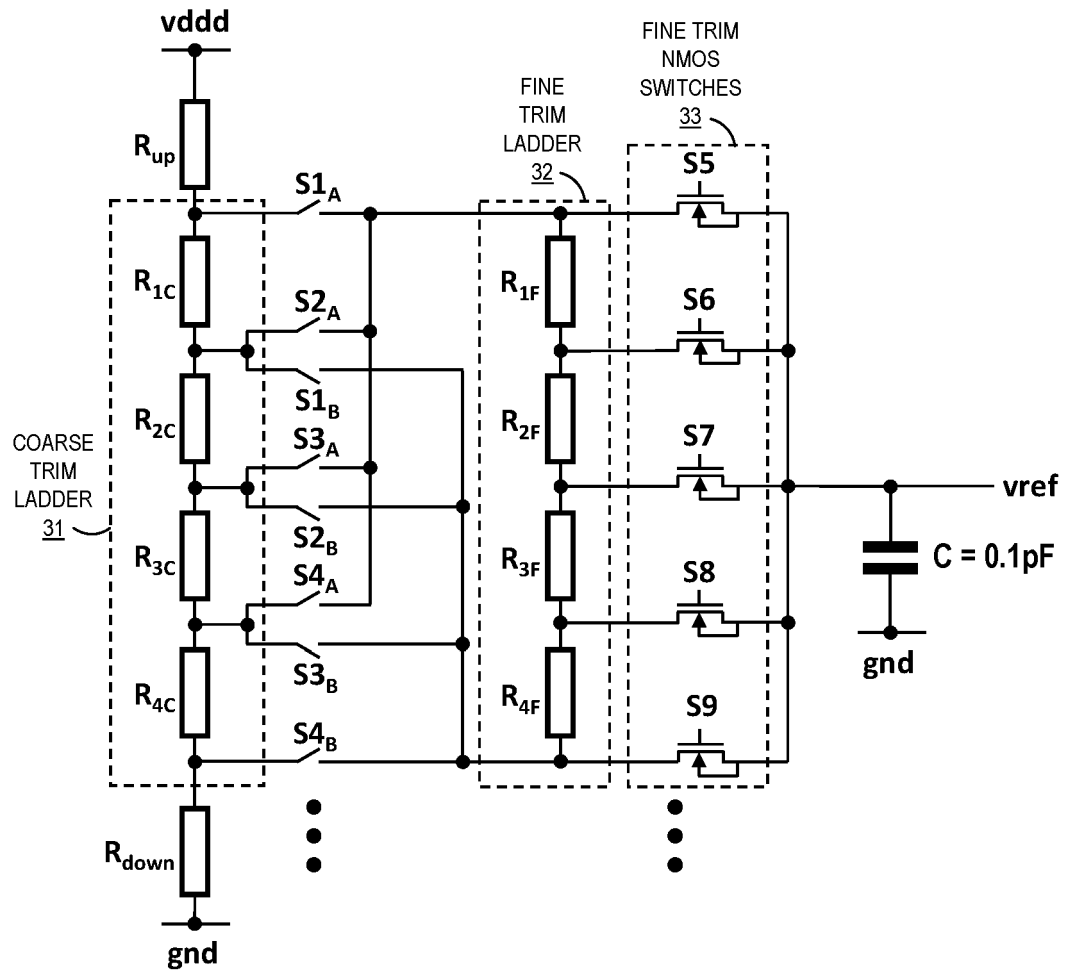 vddd
FINE TRIM
NMOS
SWITCHES
33
FINE
TRIM
LADDER
32
Rup
S1A
S5
R1C
S2A
R1F
S6
S1B
R2C
S3A
R2F
S7
COARSE
TRIM
LADDER
31
vref
S2B
R3C
S4A
R3F
S8
C = 0.1pF
S3B
gnd
R4C
S4B
R4F
S9
Rdown
gnd